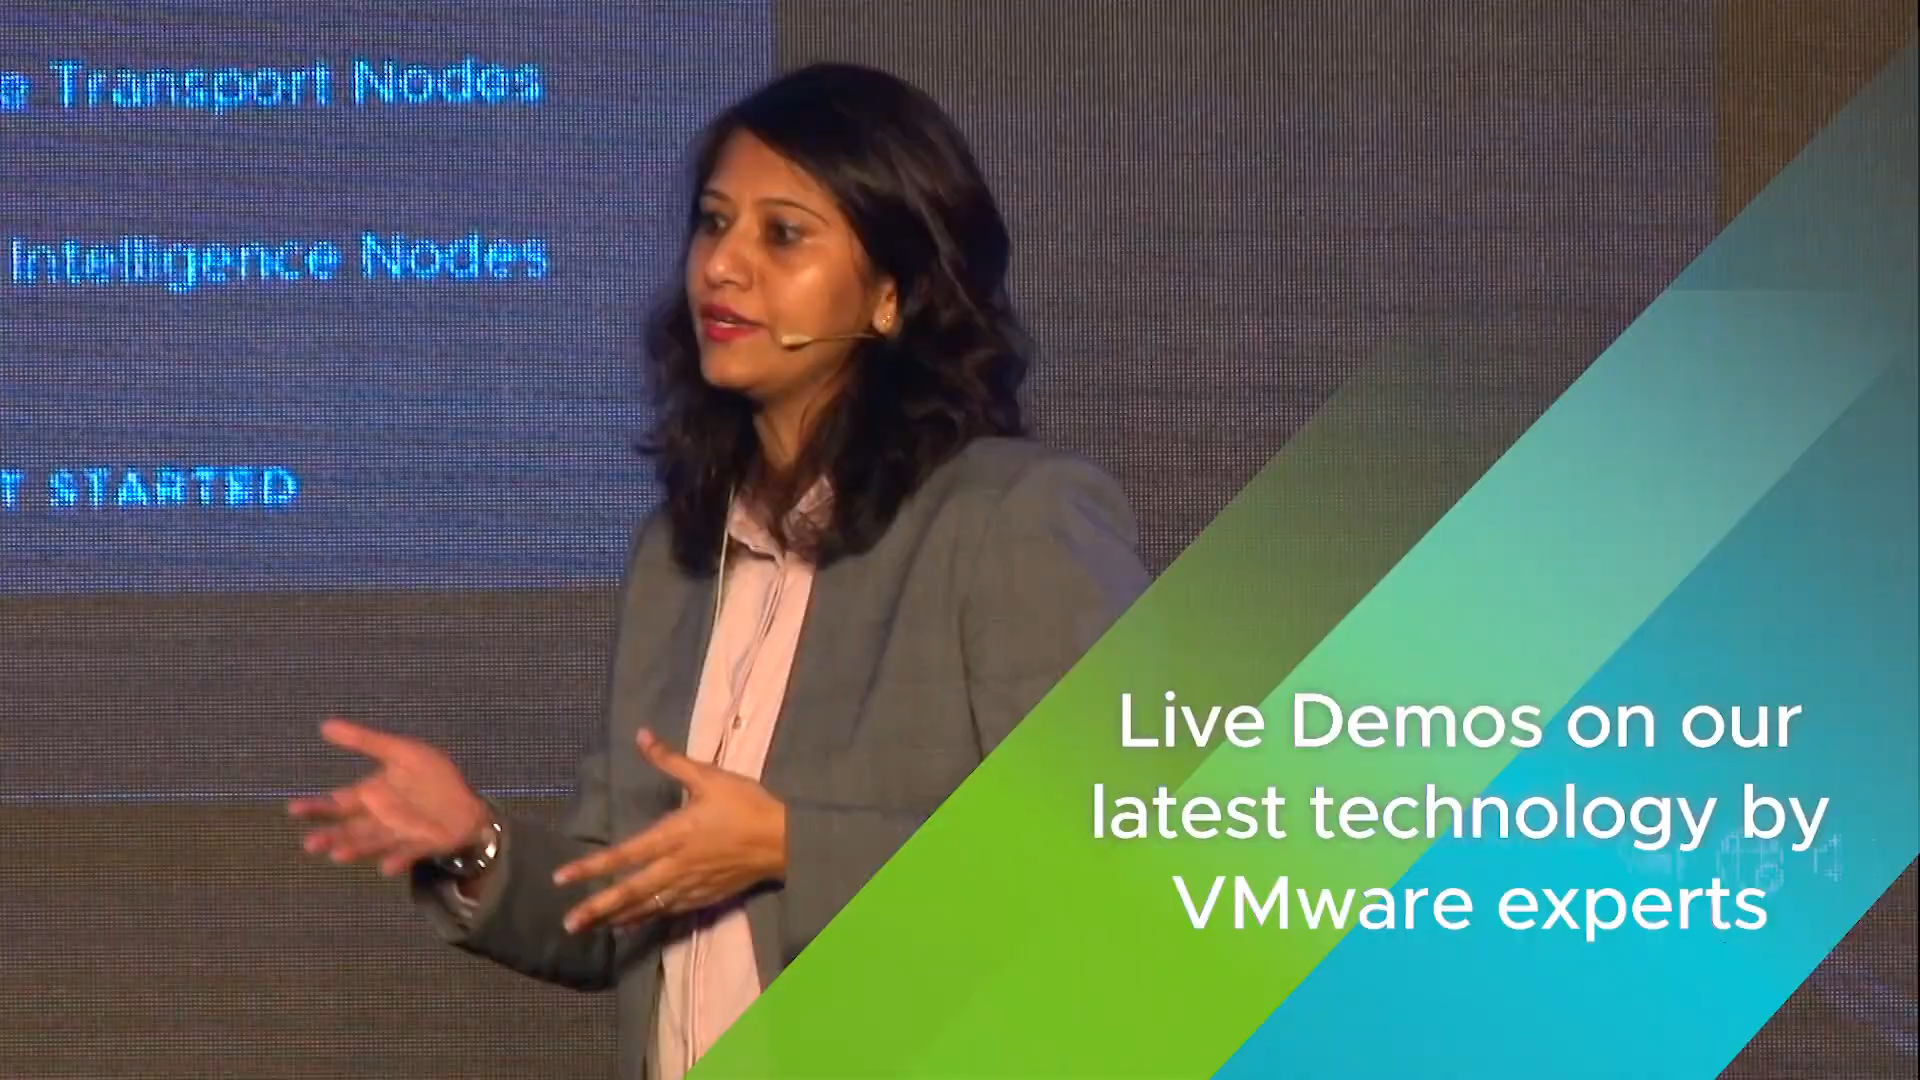 Transport Nodes
Intelligence Nodes
STARTED
Live Demos on our
latest technology by
VMware experts